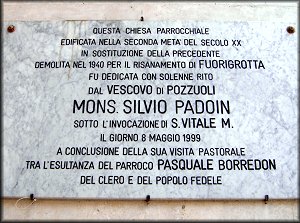 QUESTA CHIESA PARROCCHIALE
EDIFICATA NELLA SECONDA META' DEL SECOLO XX
IN SOSTITUZIONE DELLA PRECEDENTE
DEMOLITA NEL 1940 PER IL RISANAMENTO DI FUORIGROTTA
FU DEDICATA CON SOLENNE RITO
DAL VESCOVO DI POZZUOLI
MONS. SILVIO PADOIN
SOTTO L'INVOCAZIONE DI S. VITALE M.
IL GIORNO 8 MAGGIO 1999
A CONCLUSIONE DELLA SUA VISITA PASTORALE
TRA L'ESULTANZA DEL PARROCO PASQUALE BORREDON
DEL CLERO E DEL POPOLO FEDELE